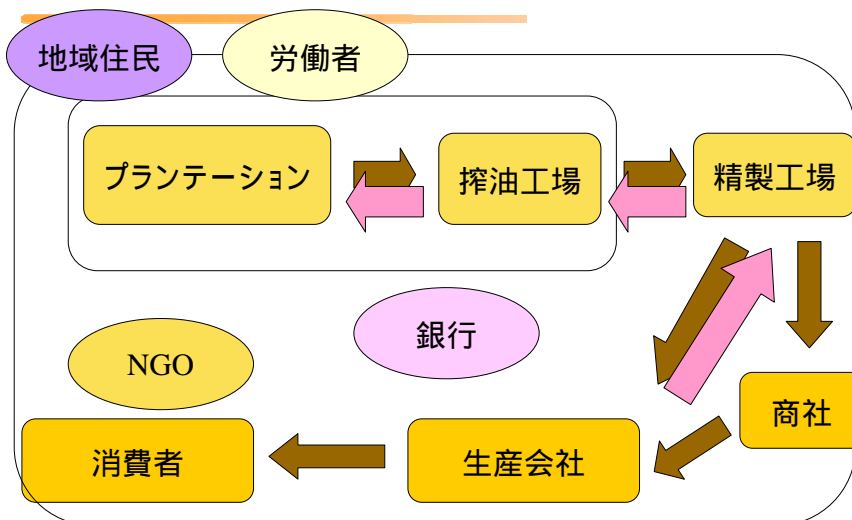 地域住民
労働者
プランテーション
搾油工場
精製工場
銀行
NGO
商社
消費者
生産会社